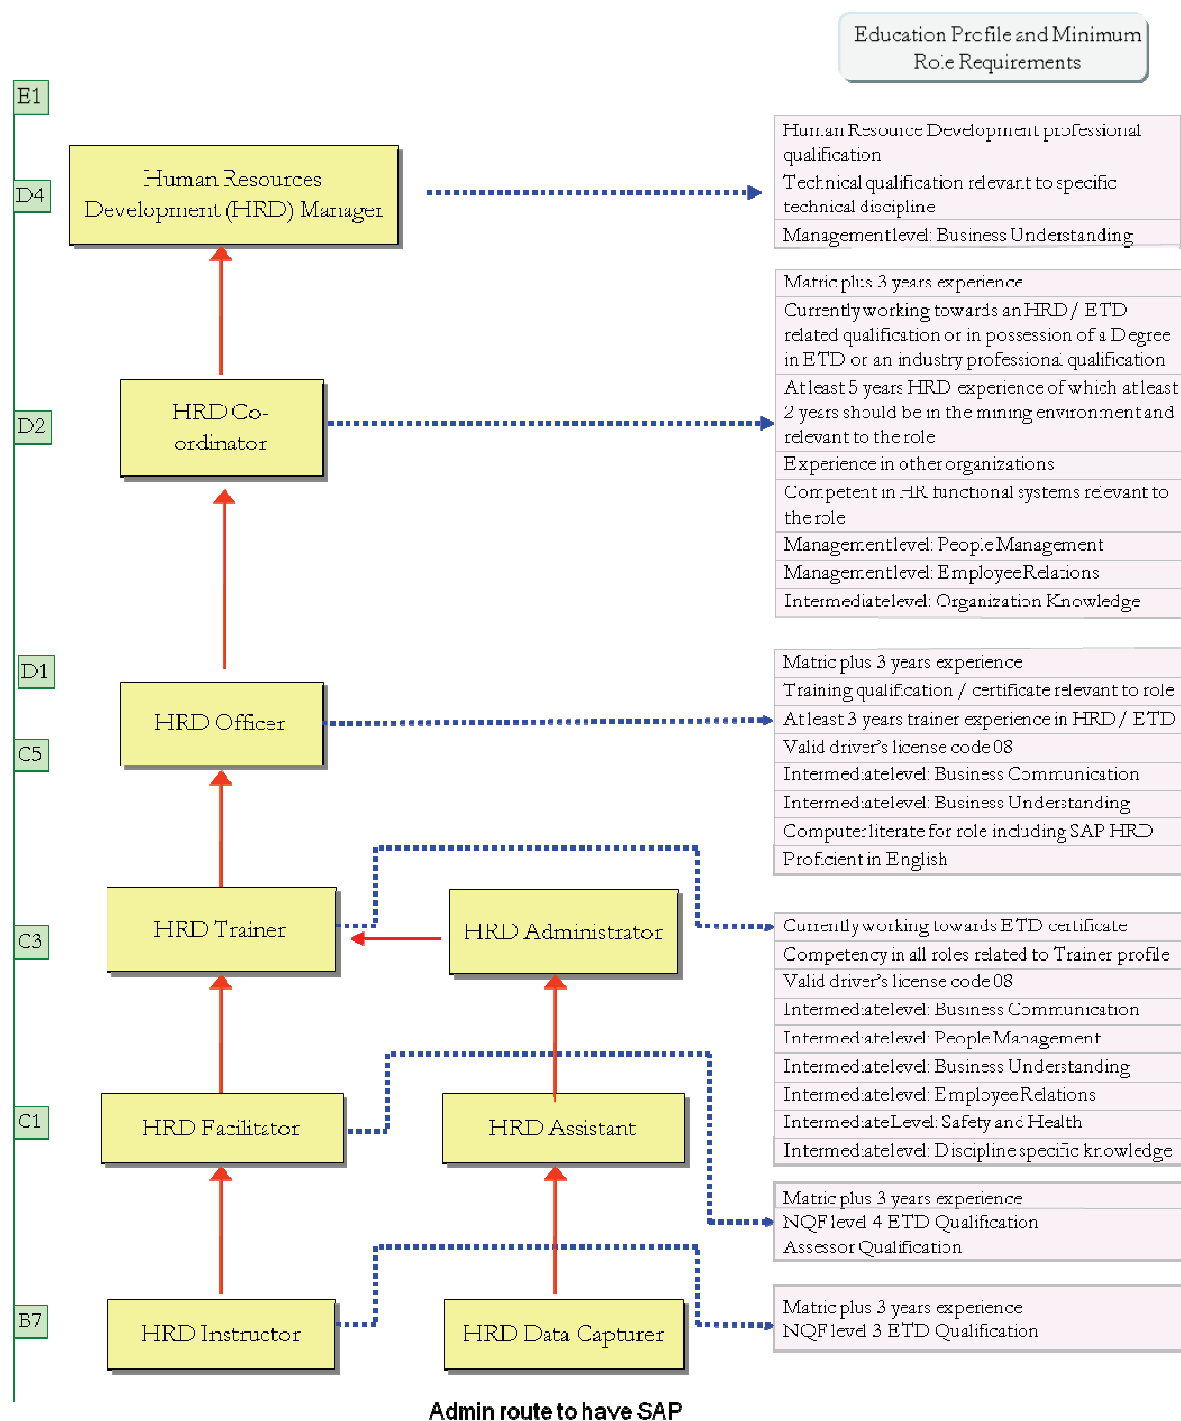 Education Profile and Minimum
Role Requirements
E1
Human Resources
Development (HRD) Manager
D4
Human Resource Development professional
qualification
Technical qualification relevant to specific
technical discipline
Management level: Business Understanding
HRD Co-
ordinator
D2
Matric plus 3 years experience
Currently working towards an HRD / ETD
related qualification or in possession of a Degree
in ETD or an industry professional qualification
At least 5 years HRD experience of which at least
2 years should be in the mining environment and
relevant to the role
Experience in other organizations
Competent in HR functional systems relevant to
the role
Management level: People Management
Management level: Employee Relations
Intermediate level: Organization Knowledge
D1
HRD Officer
C5
Matric plus 3 years experience
Training qualification / certificate relevant to role
At least 3 years trainer experience in HRD / ETD
Valid driver's license code 08
Intermediate level: Business Communication
Intermediate level: Business Understanding
Computer literate for role including SAP HRD
Proficient in English
HRD Trainer
HRD Administrator
C3
Currently working towards ETD certificate
Competency in all roles related to Trainer profile
Valid driver's license code 08
Intermediate level: Business Communication
Intermediate level: People Management
Intermediate level: Business Understanding
Intermediate level: Employee Relations
Intermediate Level: Safety and Health
Intermediate level: Discipline specific knowledge
C1
HRD Facilitator
HRD Assistant
Matric plus 3 years experience
NQF level 4 ETD Qualification
Assessor Qualification
B7
HRD Instructor
HRD Data Capturer
Matric plus 3 years experience
NQF level 3 ETD Qualification
Admin route to have SAP